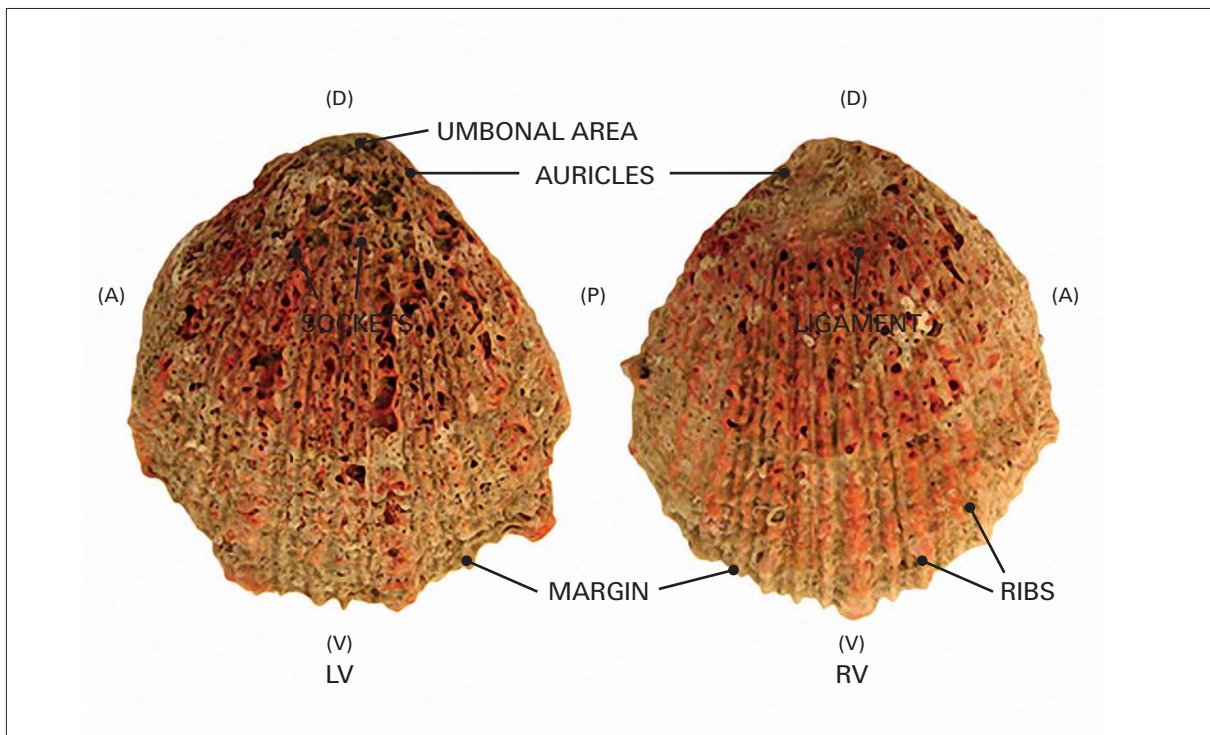 (D) (D)
UMBONAL AREA
AURICLES
(A) (P) (A)
SOCKETS LIGAMENT
MARGIN RIBS
(V) (V)
LV RV